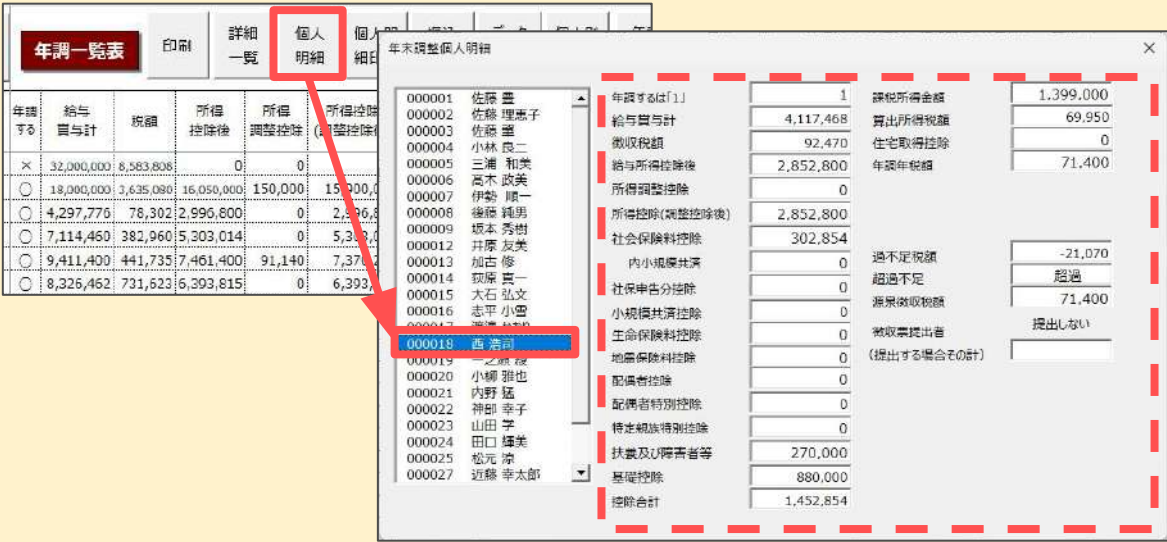 年調一覧表
印刷
詳細
一覧
個人
明細
年調
する
給与
賞与計
税額
所得
控除後
所得
調整控除
所得控除
× 32,000,000 8,583,808 0 0
○ 18,000,000 3,635,080 16,050,000 150,000
○ 4,297,776 78,302 2,996,800 0
○ 7,114,460 382,960 5,303,014 0
○ 9,411,400 441,735 7,461,400 91,140
○ 8,326,462 731,623 6,393,815 0
年末調整個人明細
×
000001 佐藤 豊
000002 佐藤 理恵子
000003 佐藤
000004 小林 良二
000005 三浦 和美
000006 高木 政美
000007 伊勢 順一
000008 後藤 純男
000009 坂本 秀樹
000012 井原 友美
000013 加古 修
000014 荻原 真一
000015 大石 弘文
000016 志平 小雪
000018 西 浩司
000019
000020 小柳 雅也
000021 内野 猛
000022 神部 幸子
000023 山田 学
000024 田口 輝美
000025 松元 涼
000027 近藤 幸太郎
年調するは「1」 1
給与賞与計 4,117,468
徴収税額 92,470
給与所得控除後 2,852,800
所得調整控除 0
所得控除(調整控除後) 2,852,800
社会保険料控除 302,854
内小規模共済 0
社保申告分控除 0
小規模共済控除 0
生命保険料控除 0
地震保険料控除 0
配偶者控除 0
配偶者特別控除 0
特定親族特別控除 0
扶養及び障害者等 270,000
基礎控除 880,000
控除合計 1,452,854
課税所得金額 1,399,000
算出所得税額 69,950
住宅取得控除 0
年調年税額 71,400
過不足税額 -21,070
超過不足 超過
源泉徴収税額 71,400
徴収票提出者 提出しない
(提出する場合その計)